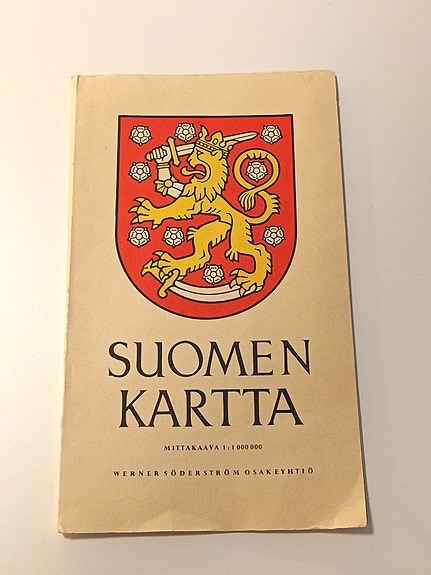 SUOMEN
KARTTA
MITTAKAAVA 1:1 000 000
WERNER SÖDERSTRÖM OSAKEYHTIÖ